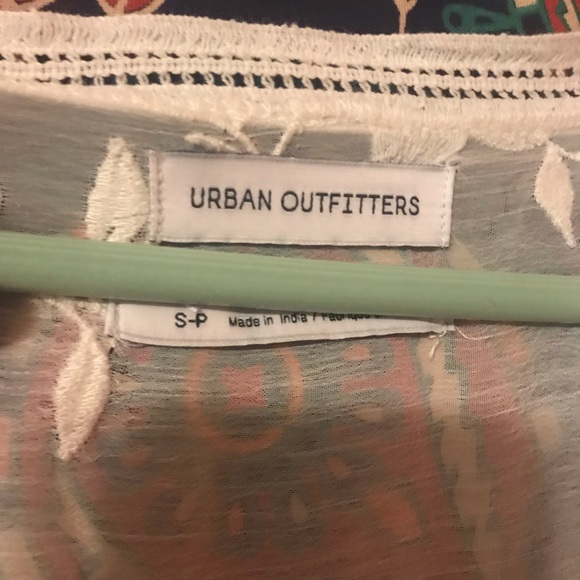 URBAN OUTFITTERS
S-P Made in India /